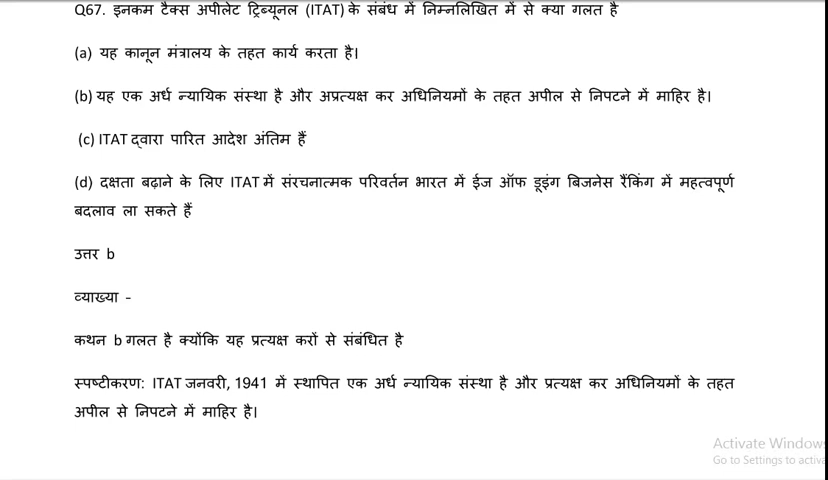 Q67. इनकम टैक्स अपीलेट ट्रिब्यूनल (ITAT) के संबंध में निम्नलिखित में से क्या गलत है
(a) यह कानून मंत्रालय के तहत कार्य करता है।
(b) यह एक अर्ध न्यायिक संस्था है और अप्रत्यक्ष कर अधिनियमों के तहत अपील से निपटने में माहिर है।
(c) ITAT द्वारा पारित आदेश अंतिम हैं
(d) दक्षता बढ़ाने के लिए ITAT में संरचनात्मक परिवर्तन भारत में ईज ऑफ डूइंग बिजनेस रैंकिंग में महत्वपूर्ण
बदलाव ला सकते हैं
उत्तर b
व्याख्या -
कथन b गलत है क्योंकि यह प्रत्यक्ष करों से संबंधित है
स्पष्टीकरण: ITAT जनवरी, 1941 में स्थापित एक अर्ध न्यायिक संस्था है और प्रत्यक्ष कर अधिनियमों के तहत
अपील से निपटने में माहिर है।
Activate Window
Go to Settings to activa